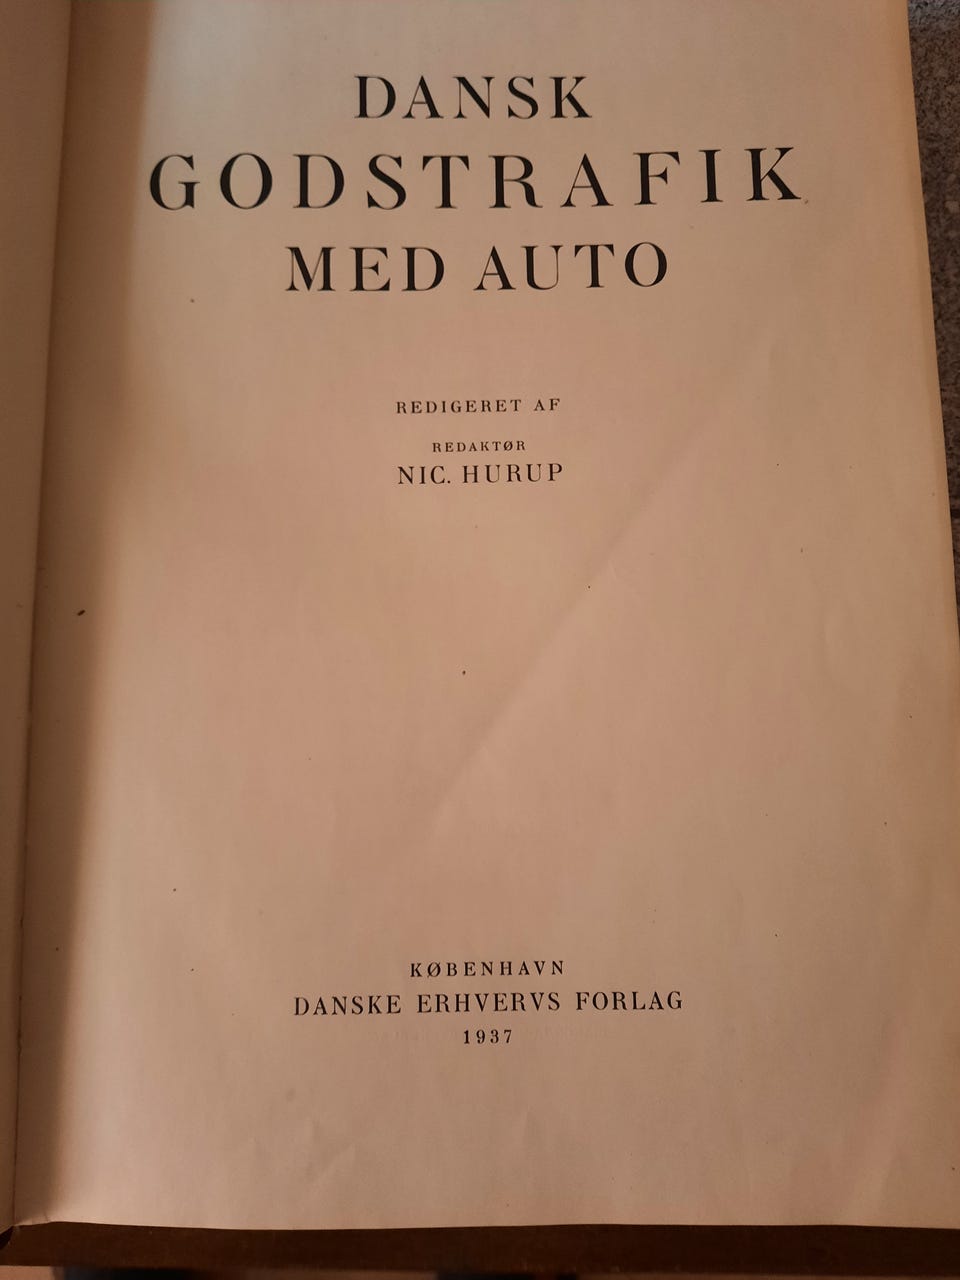 DANSK
GODSTRAFIK
MED AUTO
REDIGERET AF
REDAKTØR
NIC. HURUP
KØBENHAVN
DANSKE ERHVERVS FORLAG
1937